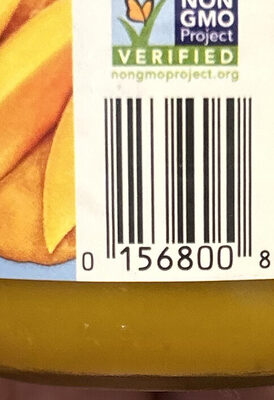 NON
GMO
Project
VERIFIED
nongmoproject.org
0 156800 8